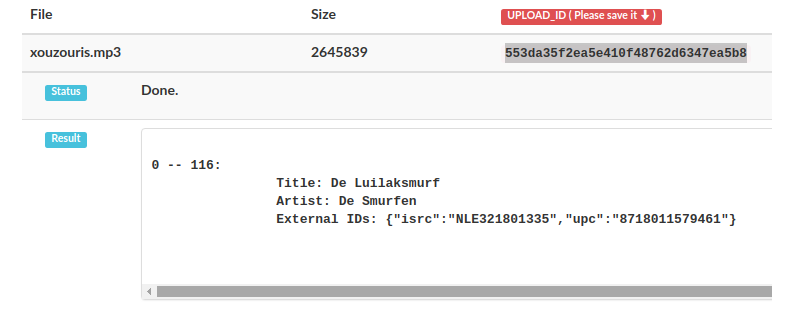 File Size UPLOAD_ID ( Please save it ⬇ )
xouzouris.mp3 2645839 553da35f2ea5e410f48762d6347ea5b8
Status Done.
Result
0 -- 116:
Title: De Luilaksmurf
Artist: De Smurfen
External IDs: {"isrc":"NLE321801335","upc":"8718011579461"}